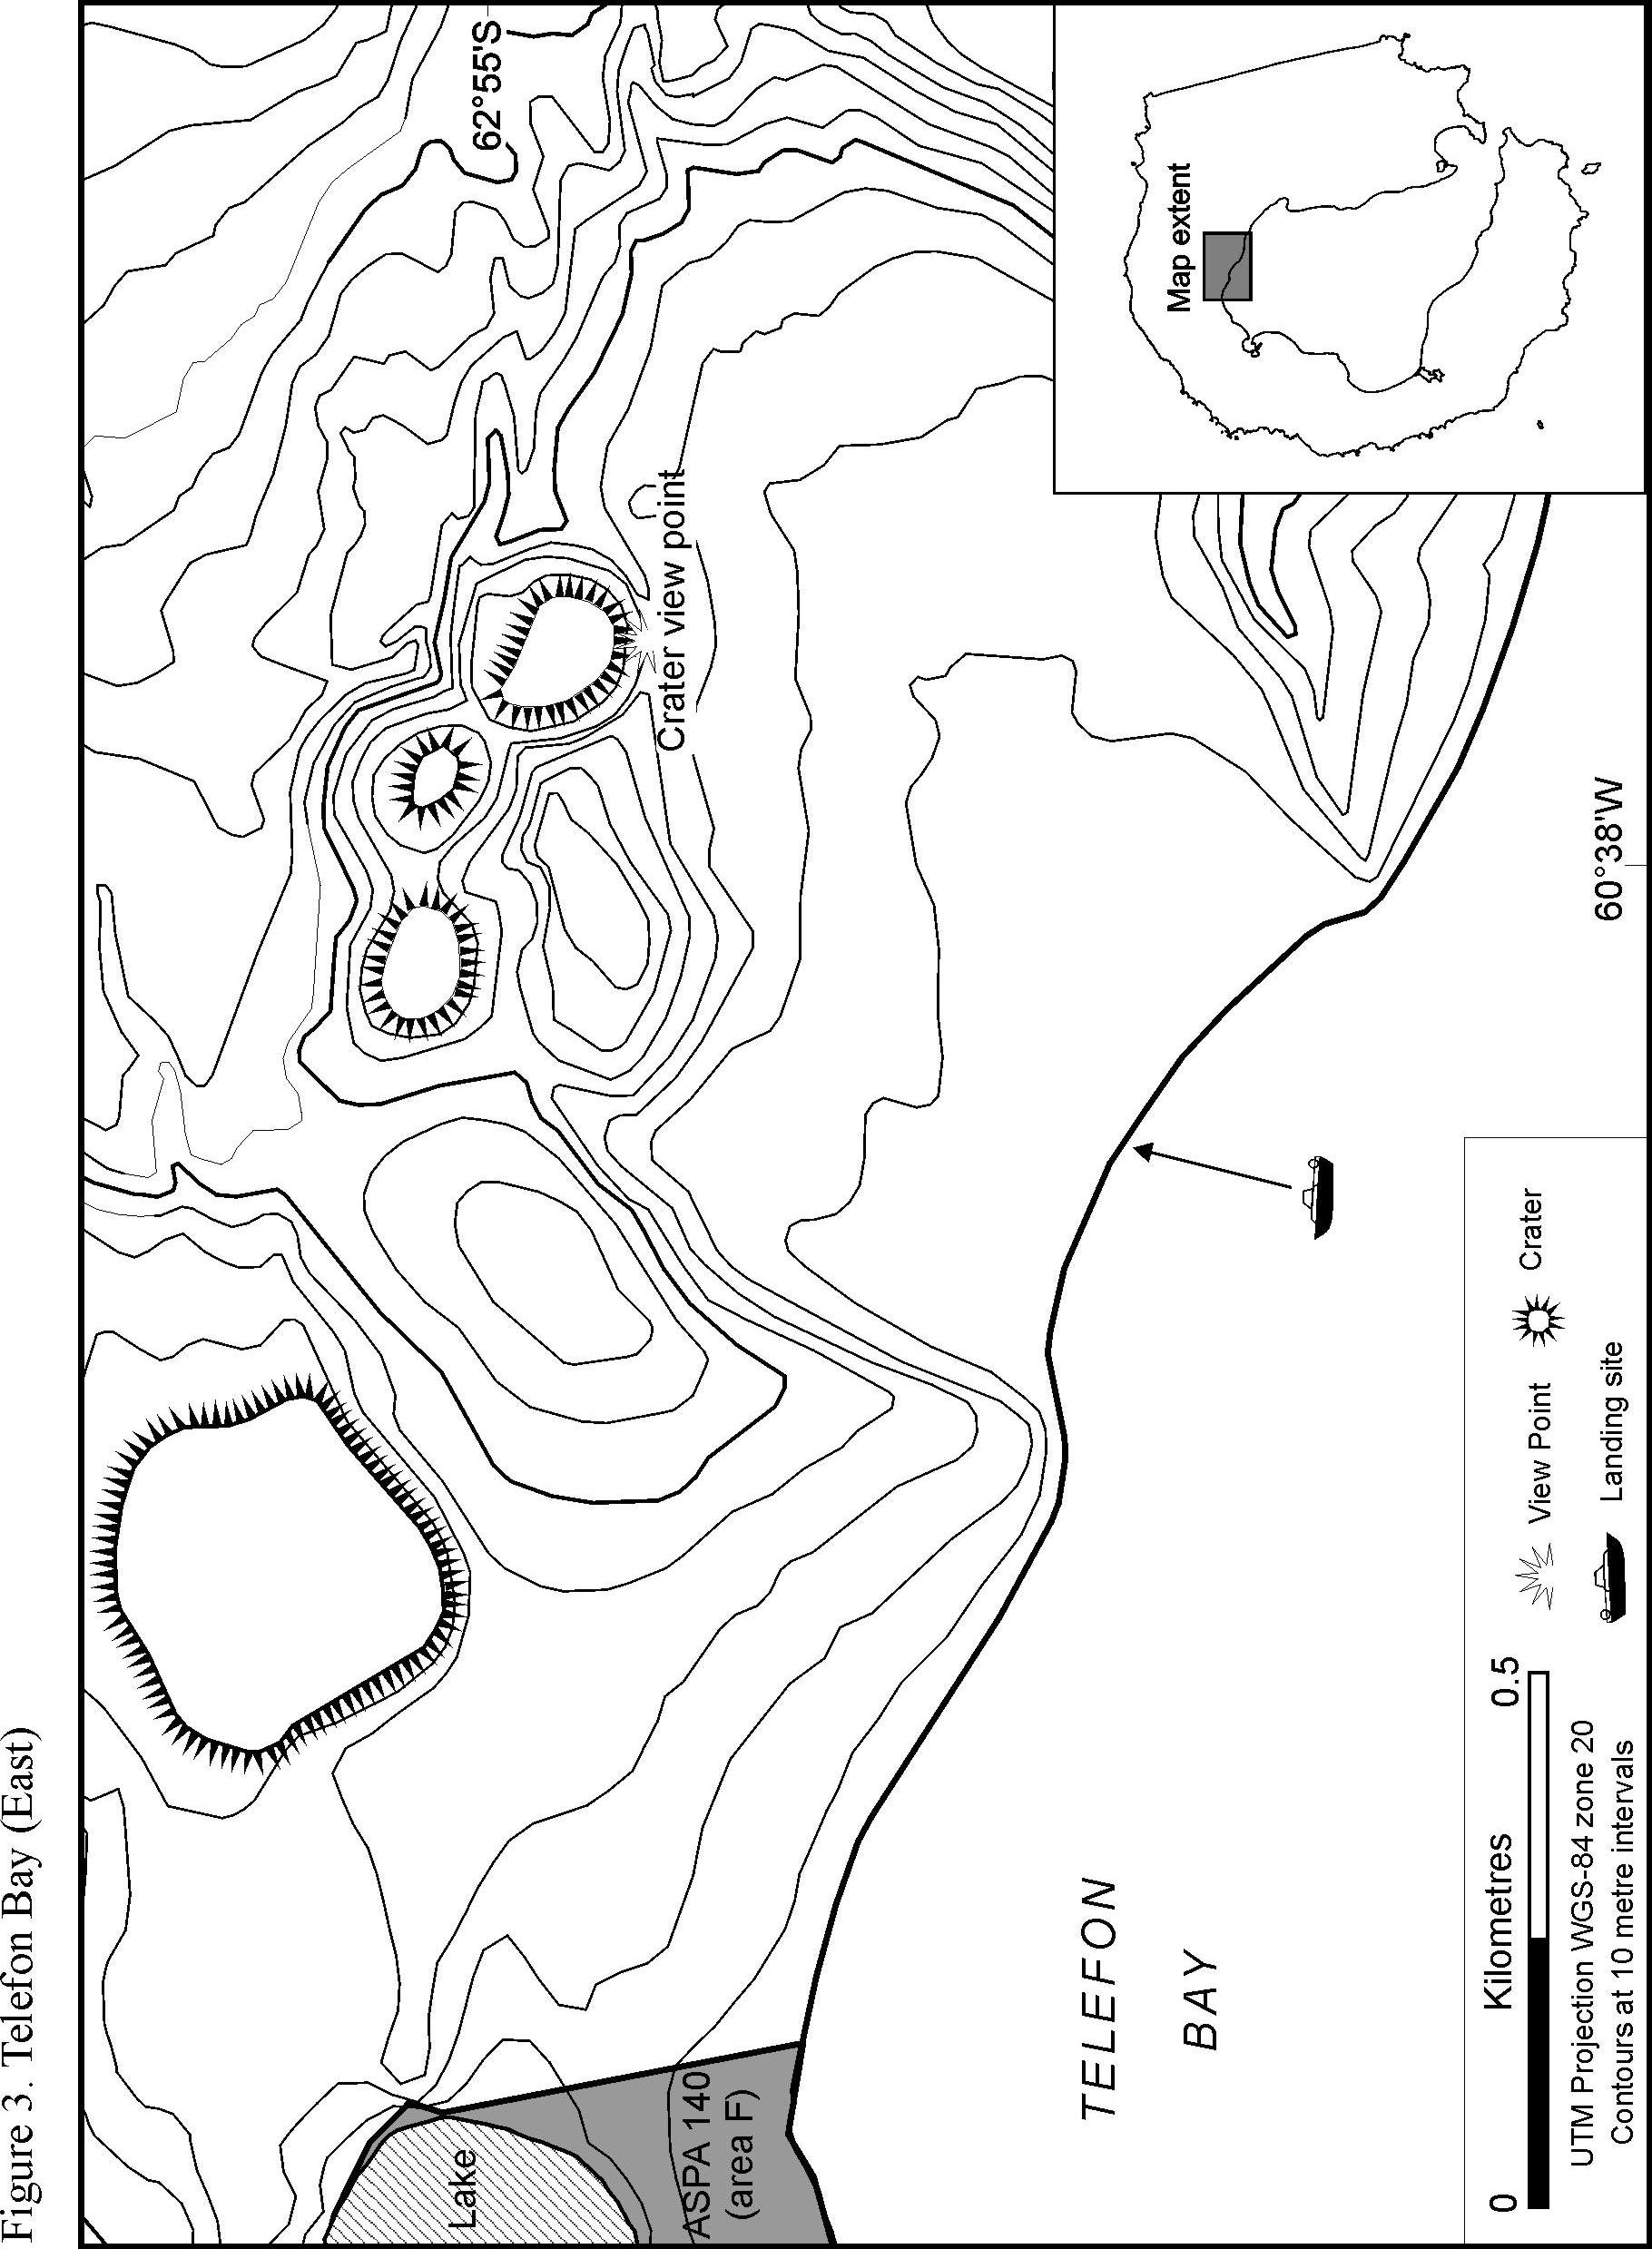 Figure 3. Telefon Bay (East)
62°55'S
Map extent
Crater view point
60°38'W
Lake
ASPA 140
(area F)
TELEFON
BAY
0
Kilometres
0.5
View Point
Crater
Landing site
UTM Projection WGS-84 zone 20
Contours at 10 metre intervals